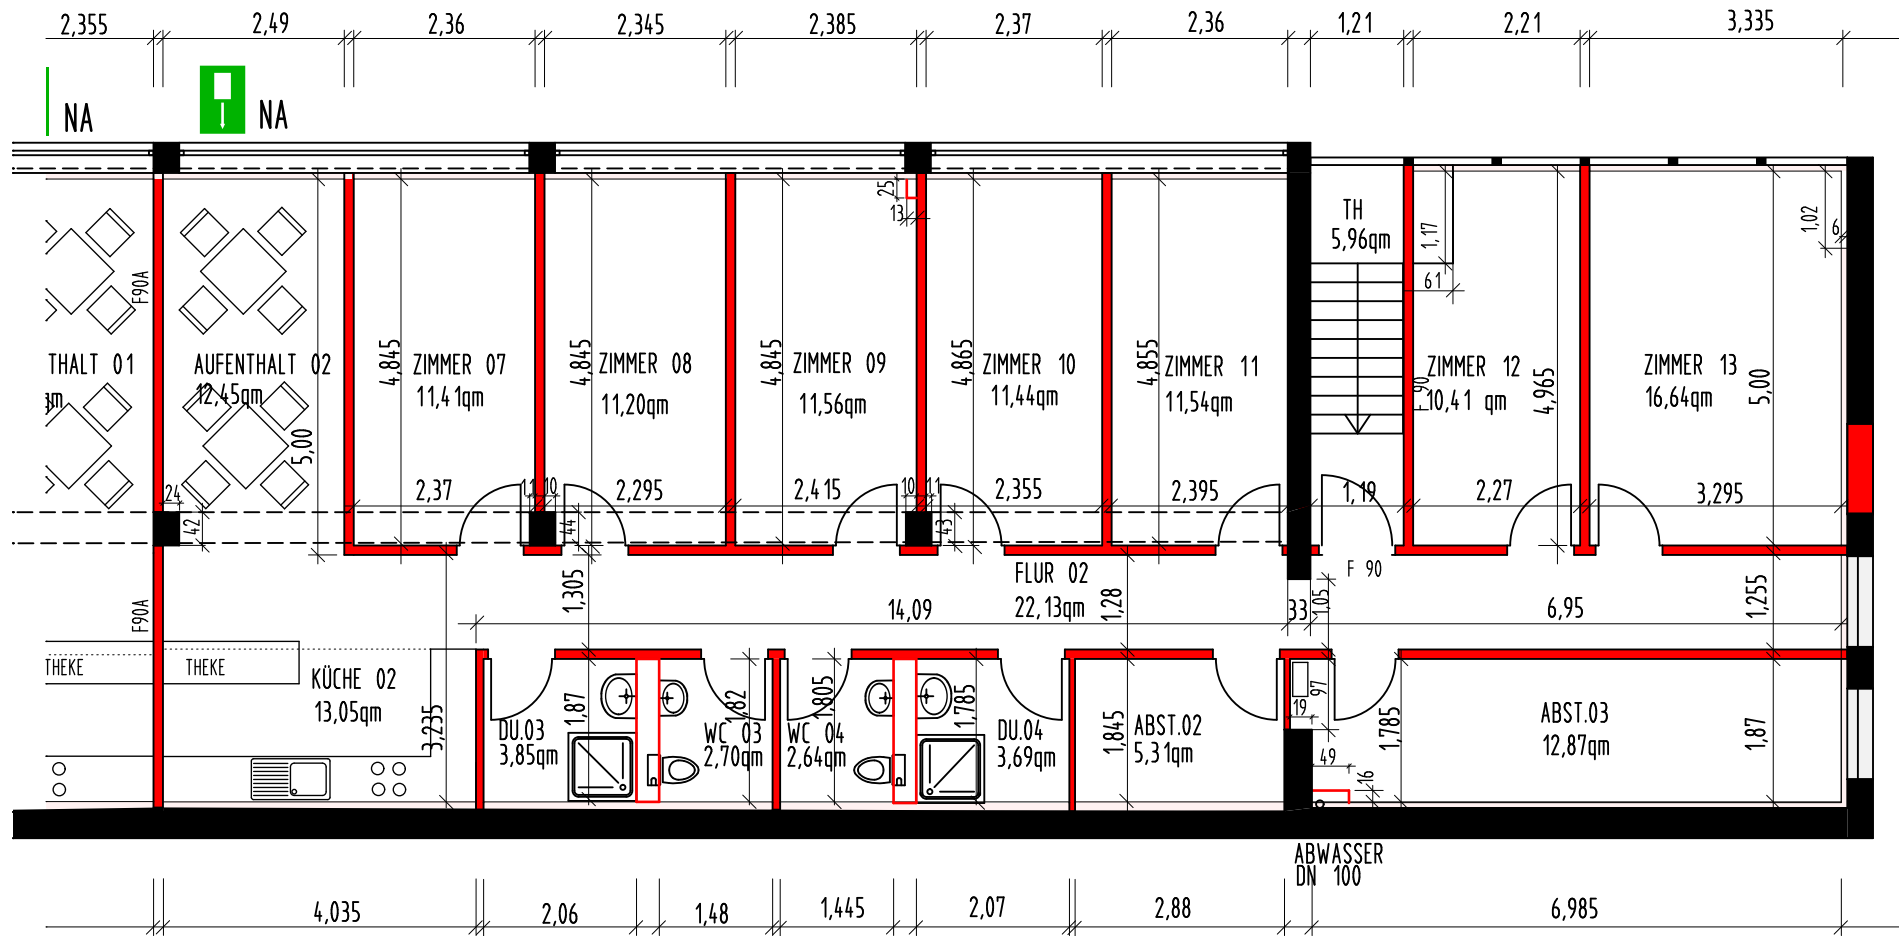 2,355 2,49 2,36 2,345 2,385 2,37 2,36 1,21 2,21 3,335
NA NA
25
13
TH
5,96qm
1,17
61
1,02
6
F90A
THALT 01
AUFENTHALT 02
12,45qm
5,00
4,845
ZIMMER 07
11,41qm
4,845
ZIMMER 08
11,20qm
4,845
ZIMMER 09
11,56qm
4,865
ZIMMER 10
11,44qm
4,855
ZIMMER 11
11,54qm
F 90
ZIMMER 12
10,41 qm
4,965
ZIMMER 13
16,64qm
5,00
24
42
2,37
11 10
44
2,295
2,415
10 11
43
2,355
2,395
1,19
2,27
3,295
F90A
1,305
FLUR 02
22,13qm
14,09
1,28
33
1,05
F 90
6,95
1,255
THEKE
THEKE
KÜCHE 02
13,05qm
3,235
DU.03
3,85qm
1,87
WC 03
2,70qm
1,82
WC 04
2,64qm
1,805
1,785
DU.04
3,69qm
1,845
ABST.02
5,31qm
97
19
49
16
1,785
ABST.03
12,87qm
1,87
ABWASSER
DN 100
4,035 2,06 1,48 1,445 2,07 2,88 6,985